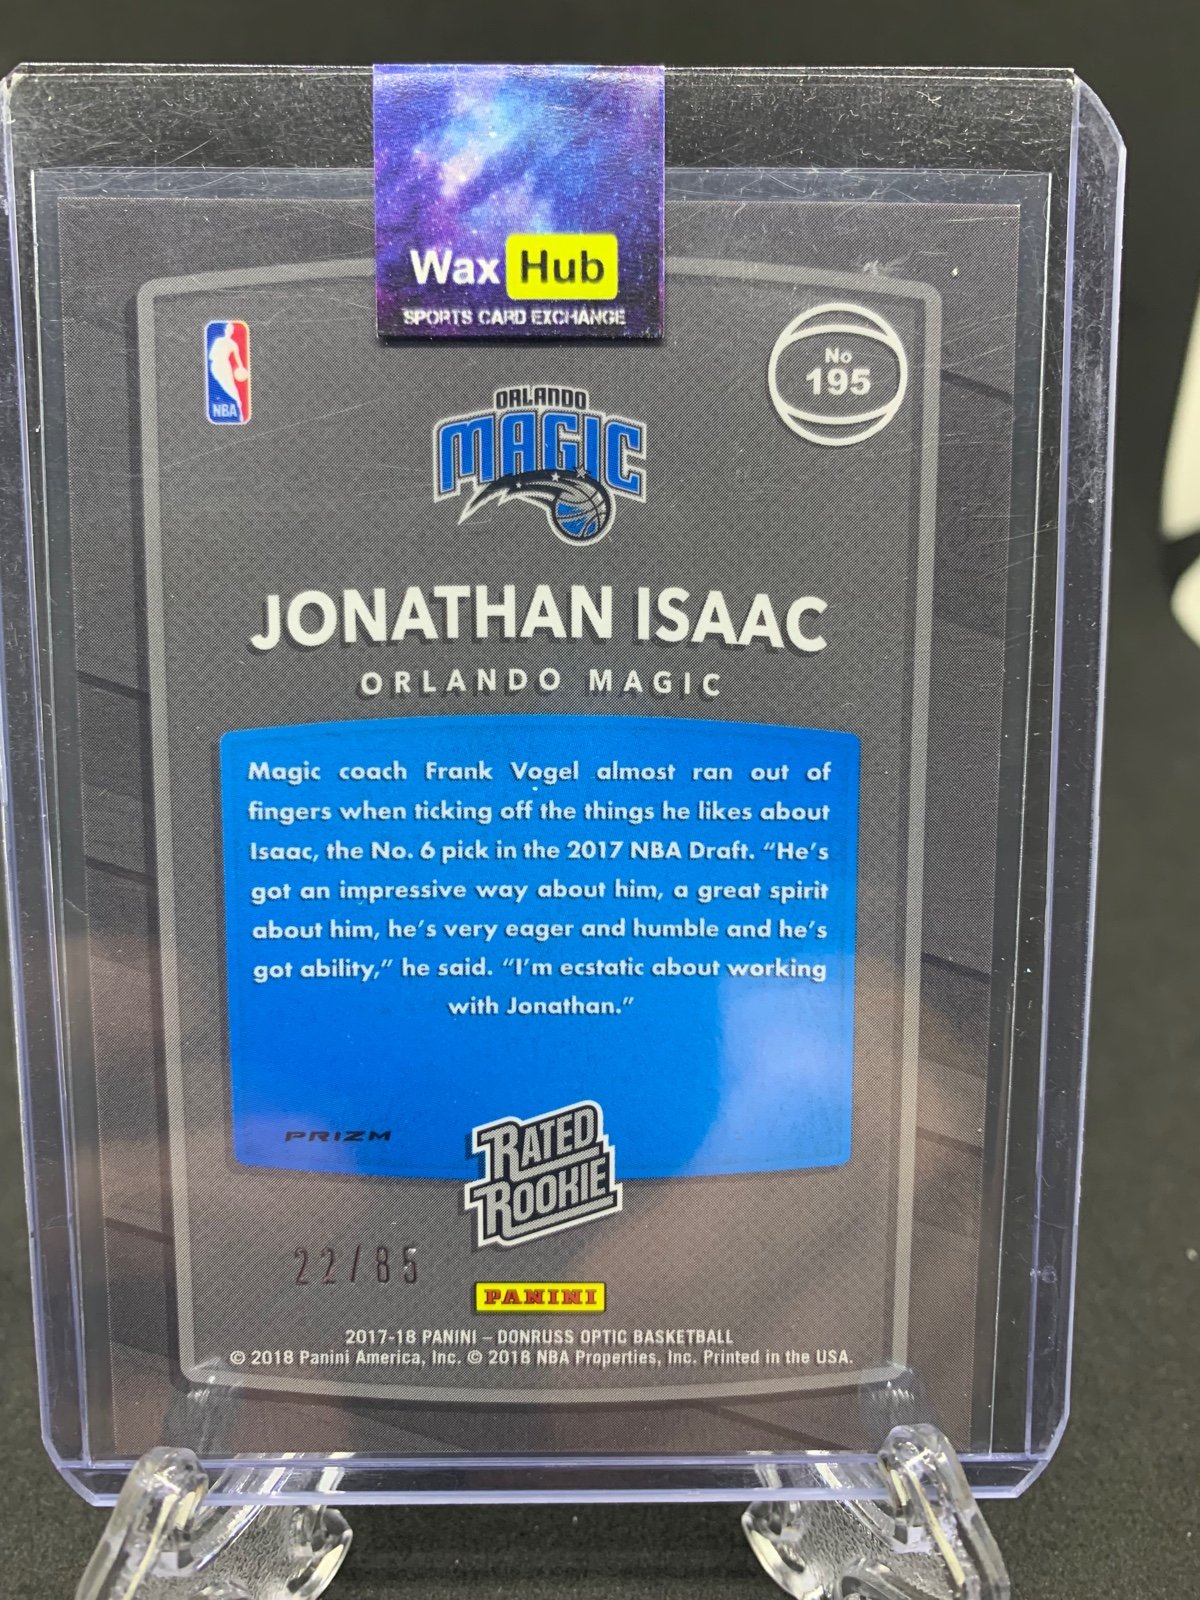 Wax Hub
SPORTS CARD EXCHANGE
NBA
No
195
ORLANDO
MAGIC
JONATHAN ISAAC
ORLANDO MAGIC
Magic coach Frank Vogel almost ran out of
fingers when ticking off the things he likes about
Isaac, the No. 6 pick in the 2017 NBA Draft. “He’s
got an impressive way about him, a great spirit
about him, he’s very eager and humble and he’s
got ability,” he said. “I’m ecstatic about working
with Jonathan.”
PRIZM
RATED
ROOKIE
22/85
PANINI
2017-18 PANINI – DONRUSS OPTIC BASKETBALL
© 2018 Panini America, Inc. © 2018 NBA Properties, Inc. Printed in the USA.